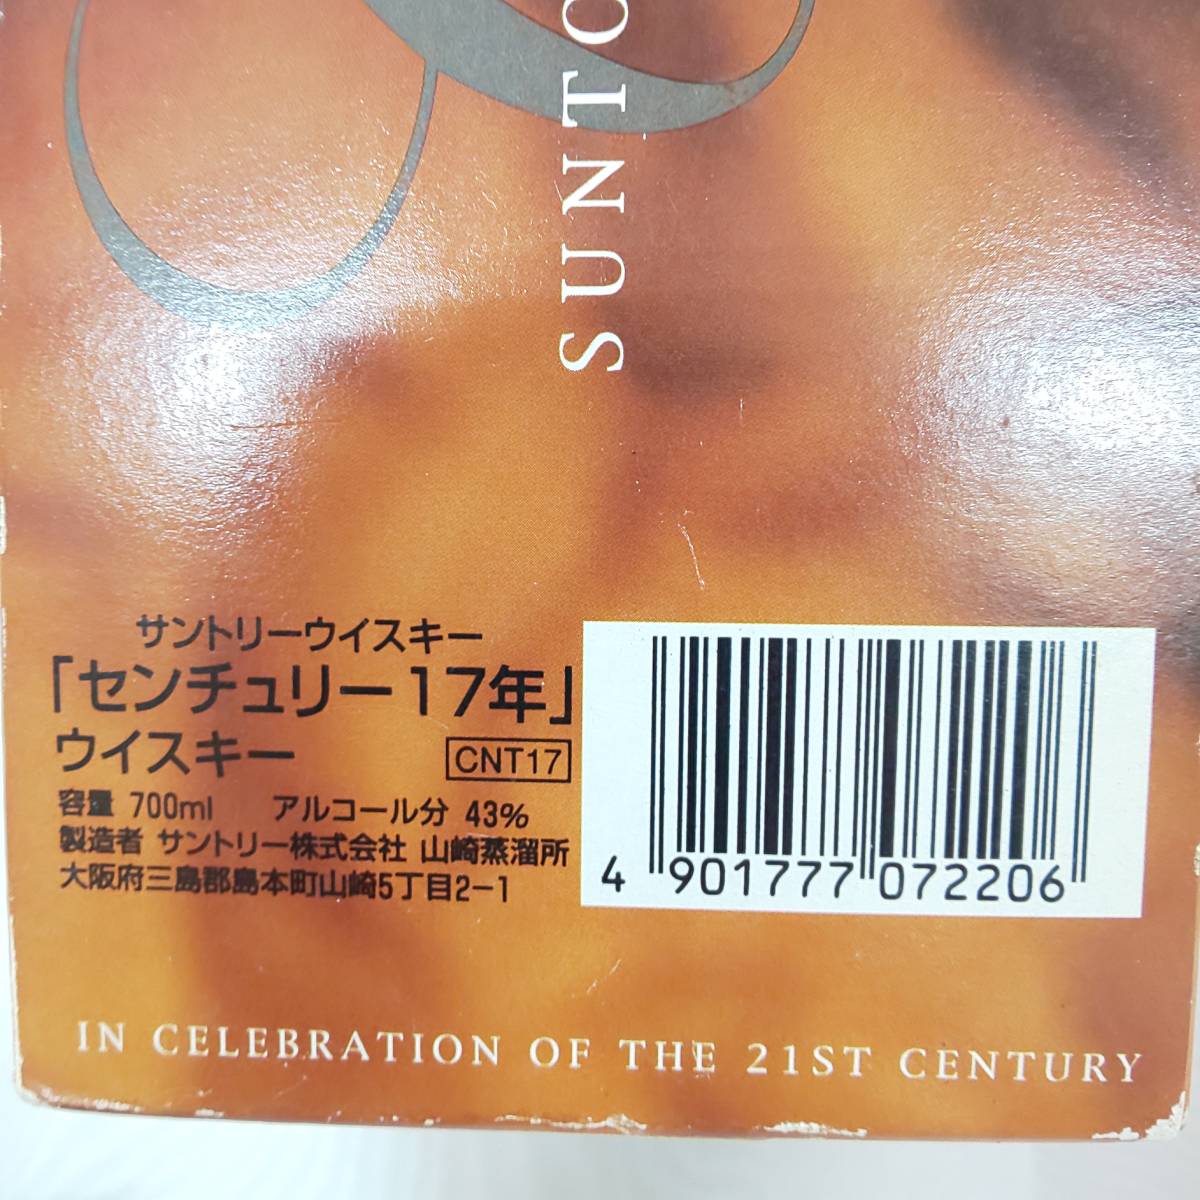 SUNTO
サントリーウイスキー
「センチュリー17年」
ウイスキー CNT17
容量 700ml アルコール分 43%
製造者 サントリー株式会社 山崎蒸溜所
大阪府三島郡島本町山崎5丁目2-1
4 901777 072206
IN CELEBRATION OF THE 21ST CENTURY